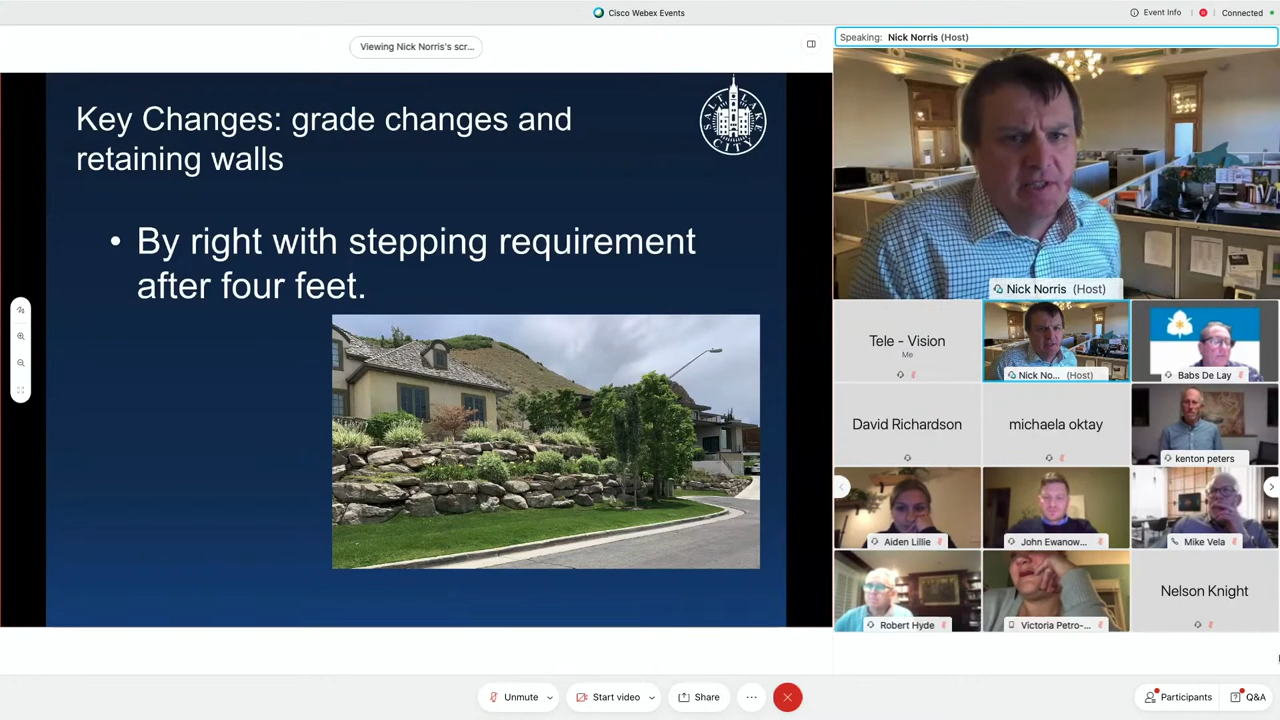 Cisco Webex Events
Event Info
Connected
Viewing Nick Norris's scr...
Speaking: Nick Norris (Host)
Key Changes: grade changes and
retaining walls
SALT LAKE CITY
• By right with stepping requirement
after four feet.
Nick Norris (Host)
Tele - Vision
Me
Nick No... (Host)
Babs De Lay
David Richardson
michaela oktay
kenton peters
Aiden Lillie
John Ewanow...
Mike Vela
Robert Hyde
Victoria Petro-...
Nelson Knight
Unmute
Start video
Share
Participants
Q&A